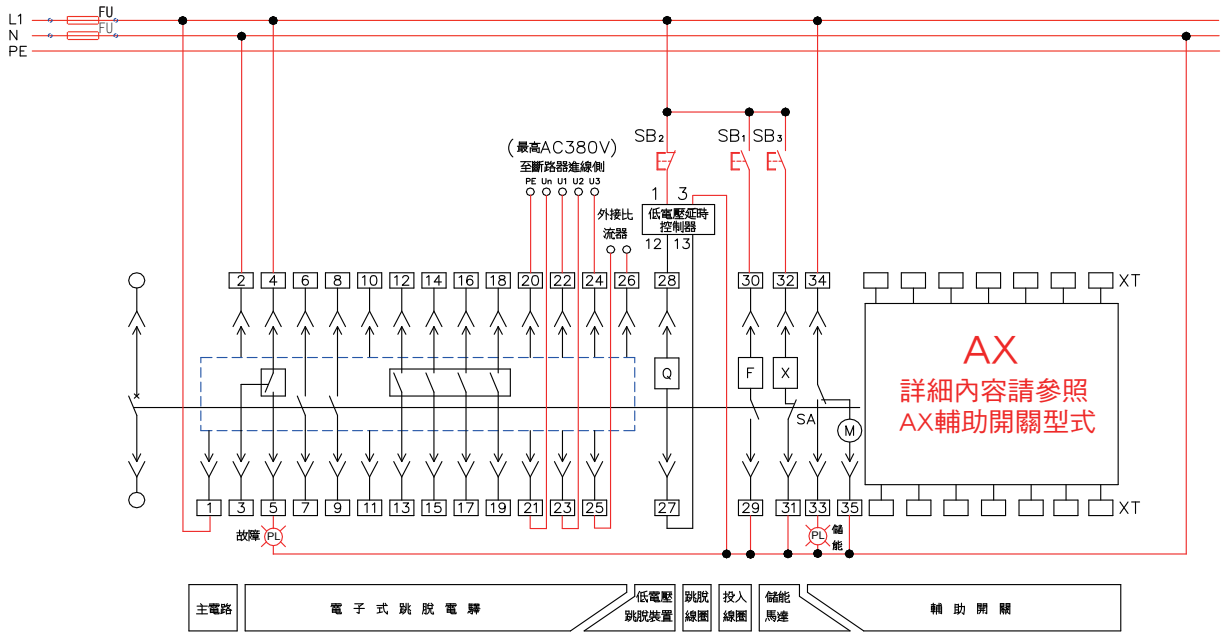 L1 FU
N FU
PE
SB2 SB1 SB3
(最高AC380V)
至斷路器進線側
PE Un U1 U2 U3
外接比
流器
1 3
低電壓延時
控制器
12 13
2 4 6 8 10 12 14 16 18 20 22 24 26 28 30 32 34 XT
Q F X
SA M
AX
詳細內容請參照
AX輔助開關型式
1 3 5 7 9 11 13 15 17 19 21 23 25 27 29 31 33 35 XT
故障 PL PL 儲
能
主電路 電子式跳脫電驛 低電壓
跳脫裝置 跳脫
線圈 投入
線圈 儲能
馬達 輔助開關